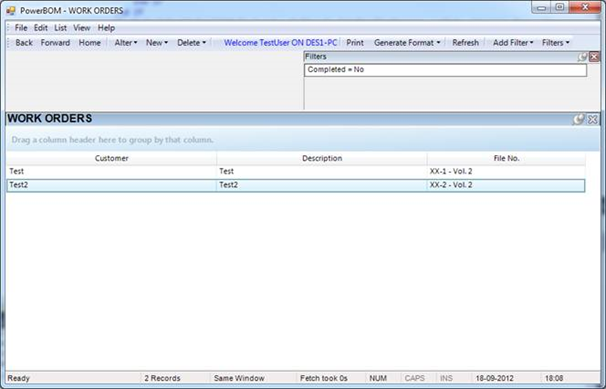 PowerBOM - WORK ORDERS
File Edit List View Help
Back Forward Home Alter New Delete Welcome TestUser ON DES1-PC Print Generate Format Refresh Add Filter Filters
Filters
Completed = No
WORK ORDERS
Drag a column header here to group by that column.
Customer Description File No.
Test Test XX-1 - Vol. 2
Test2 Test2 XX-2 - Vol. 2
Ready 2 Records Same Window Fetch took 0s NUM CAPS INS 18-09-2012 18:08